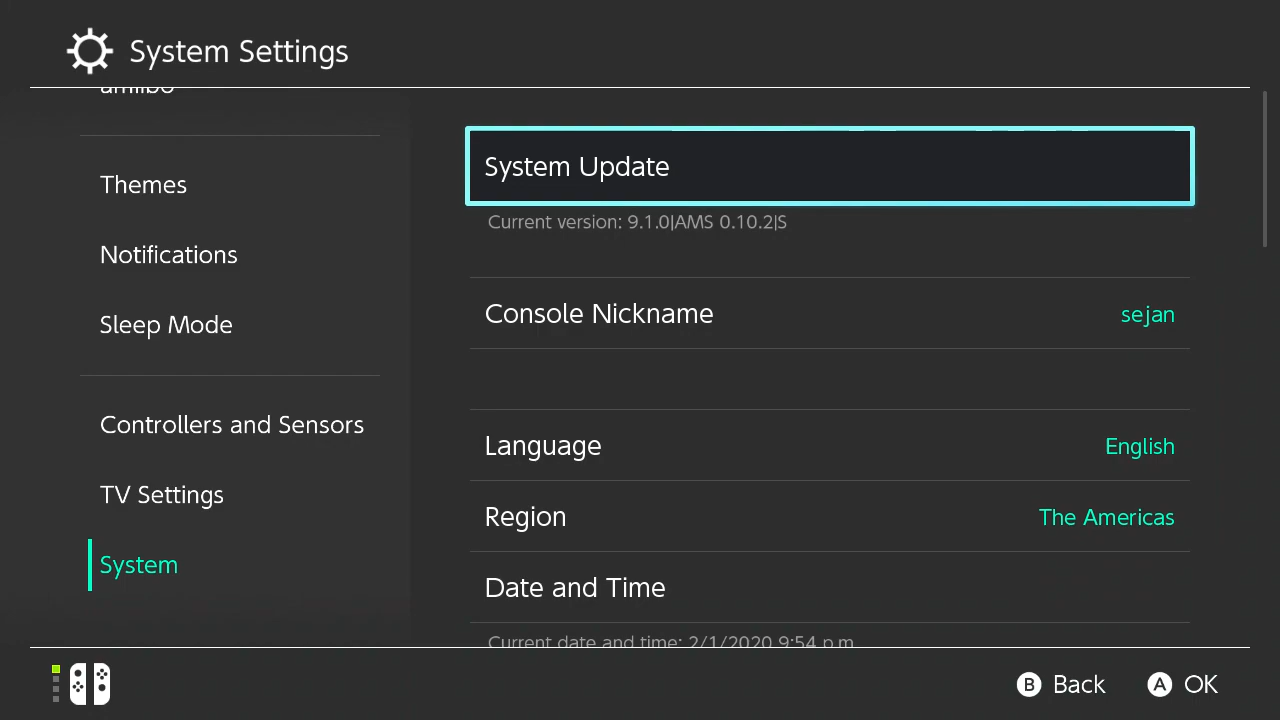 System Settings
amiibo
Themes
Notifications
Sleep Mode
Controllers and Sensors
TV Settings
System
System Update
Current version: 9.1.0|AMS 0.10.2|S
Console Nickname sejan
Language English
Region The Americas
Date and Time
Current date and time: 2/1/2020 9:54 p.m.
B Back A OK